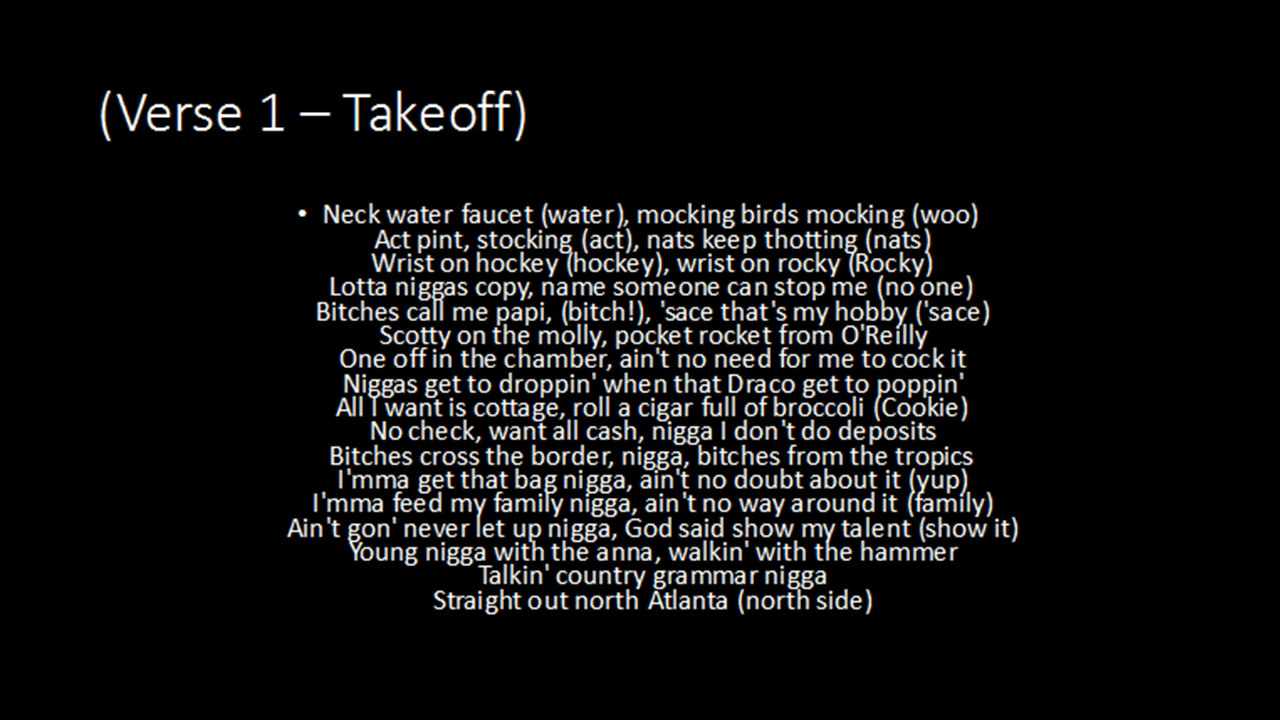 (Verse 1 – Takeoff)
• Neck water faucet (water), mocking birds mocking (woo)
Act pint, stocking (act), nats keep thotting (nats)
Wrist on hockey (hockey), wrist on rocky (Rocky)
Lotta niggas copy, name someone can stop me (no one)
Bitches call me papi, (bitch!), 'sace that's my hobby ('sace)
Scotty on the molly, pocket rocket from O'Reilly
One off in the chamber, ain't no need for me to cock it
Niggas get to droppin' when that Draco get to poppin'
All I want is cottage, roll a cigar full of broccoli (Cookie)
No check, want all cash, nigga I don't do deposits
Bitches cross the border, nigga, bitches from the tropics
I'mma get that bag nigga, ain't no doubt about it (yup)
I'mma feed my family nigga, ain't no way around it (family)
Ain't gon' never let up nigga, God said show my talent (show it)
Young nigga with the anna, walkin' with the hammer
Talkin' country grammar nigga
Straight out north Atlanta (north side)